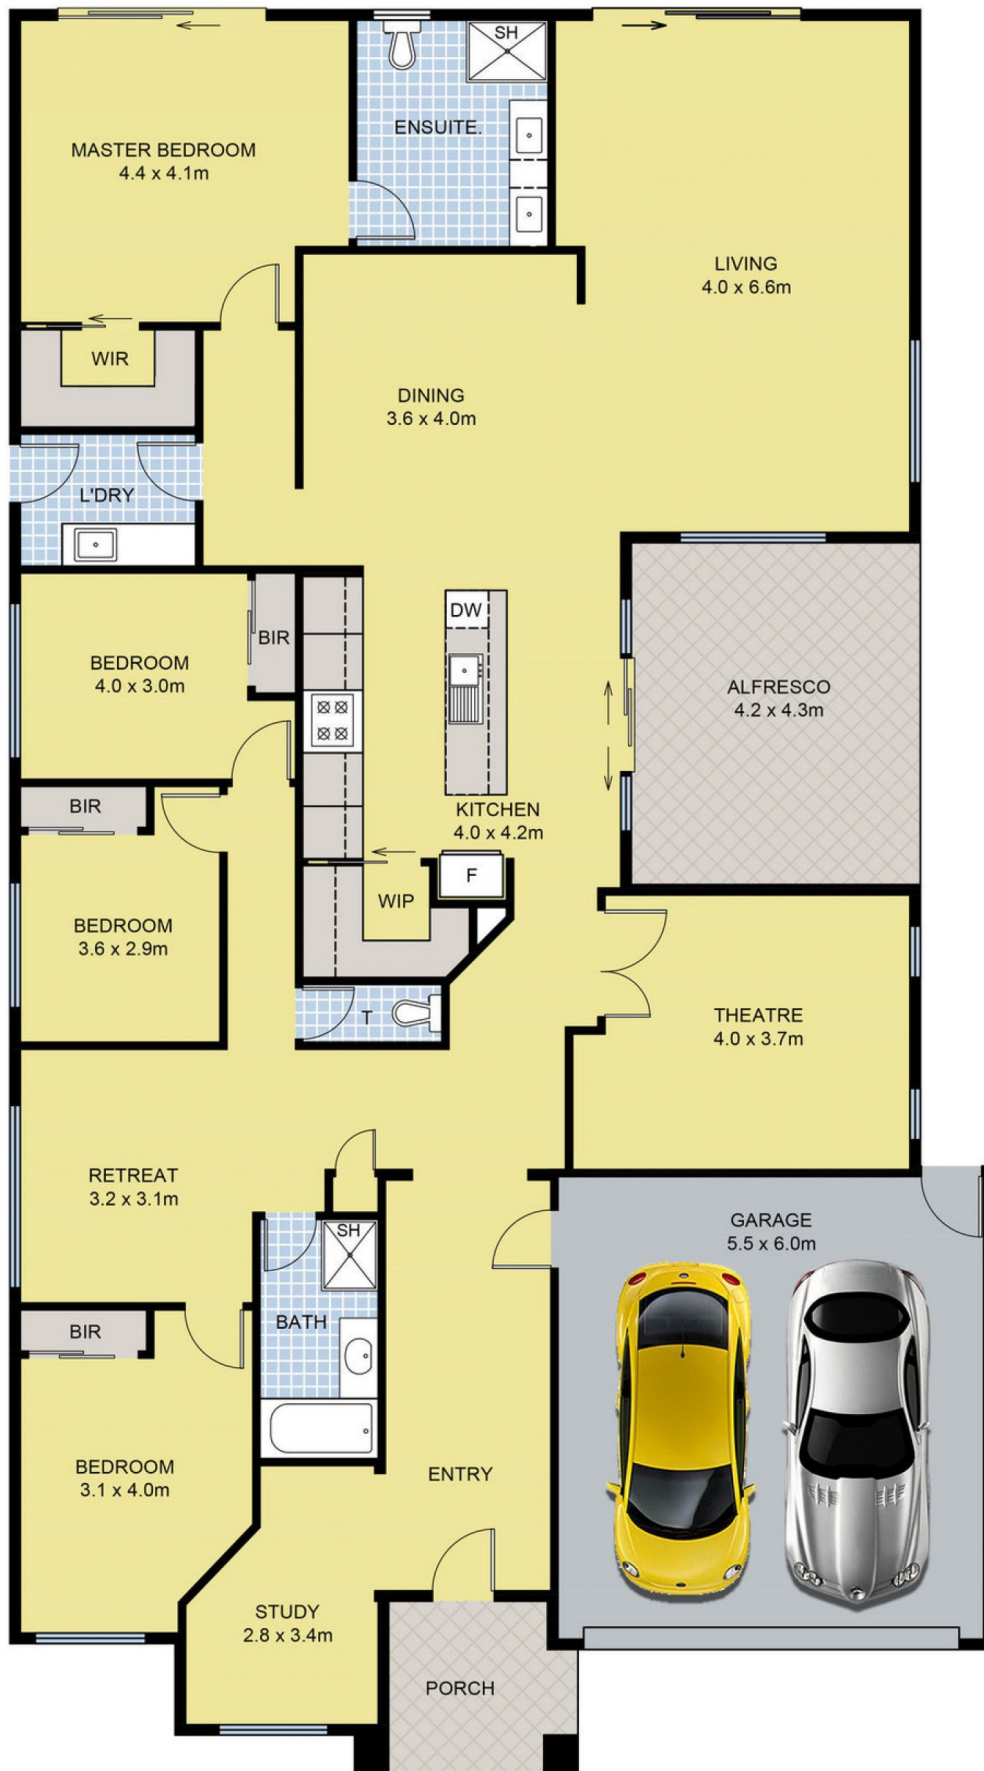 SH
ENSUITE.
MASTER BEDROOM
4.4 x 4.1m
LIVING
4.0 x 6.6m
WIR
DINING
3.6 x 4.0m
L'DRY
DW
BIR
BEDROOM
4.0 x 3.0m
ALFRESCO
4.2 x 4.3m
BIR
KITCHEN
4.0 x 4.2m
F
WIP
BEDROOM
3.6 x 2.9m
T
THEATRE
4.0 x 3.7m
RETREAT
3.2 x 3.1m
GARAGE
5.5 x 6.0m
SH
BATH
BIR
BEDROOM
3.1 x 4.0m
ENTRY
STUDY
2.8 x 3.4m
PORCH